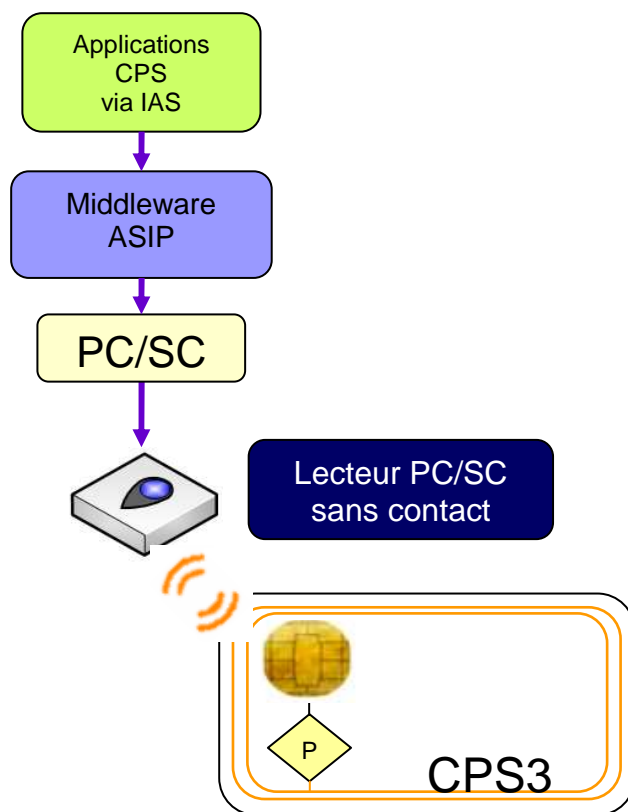 Applications
CPS
via IAS
Middleware
ASIP
PC/SC
Lecteur PC/SC
sans contact
P
CPS3